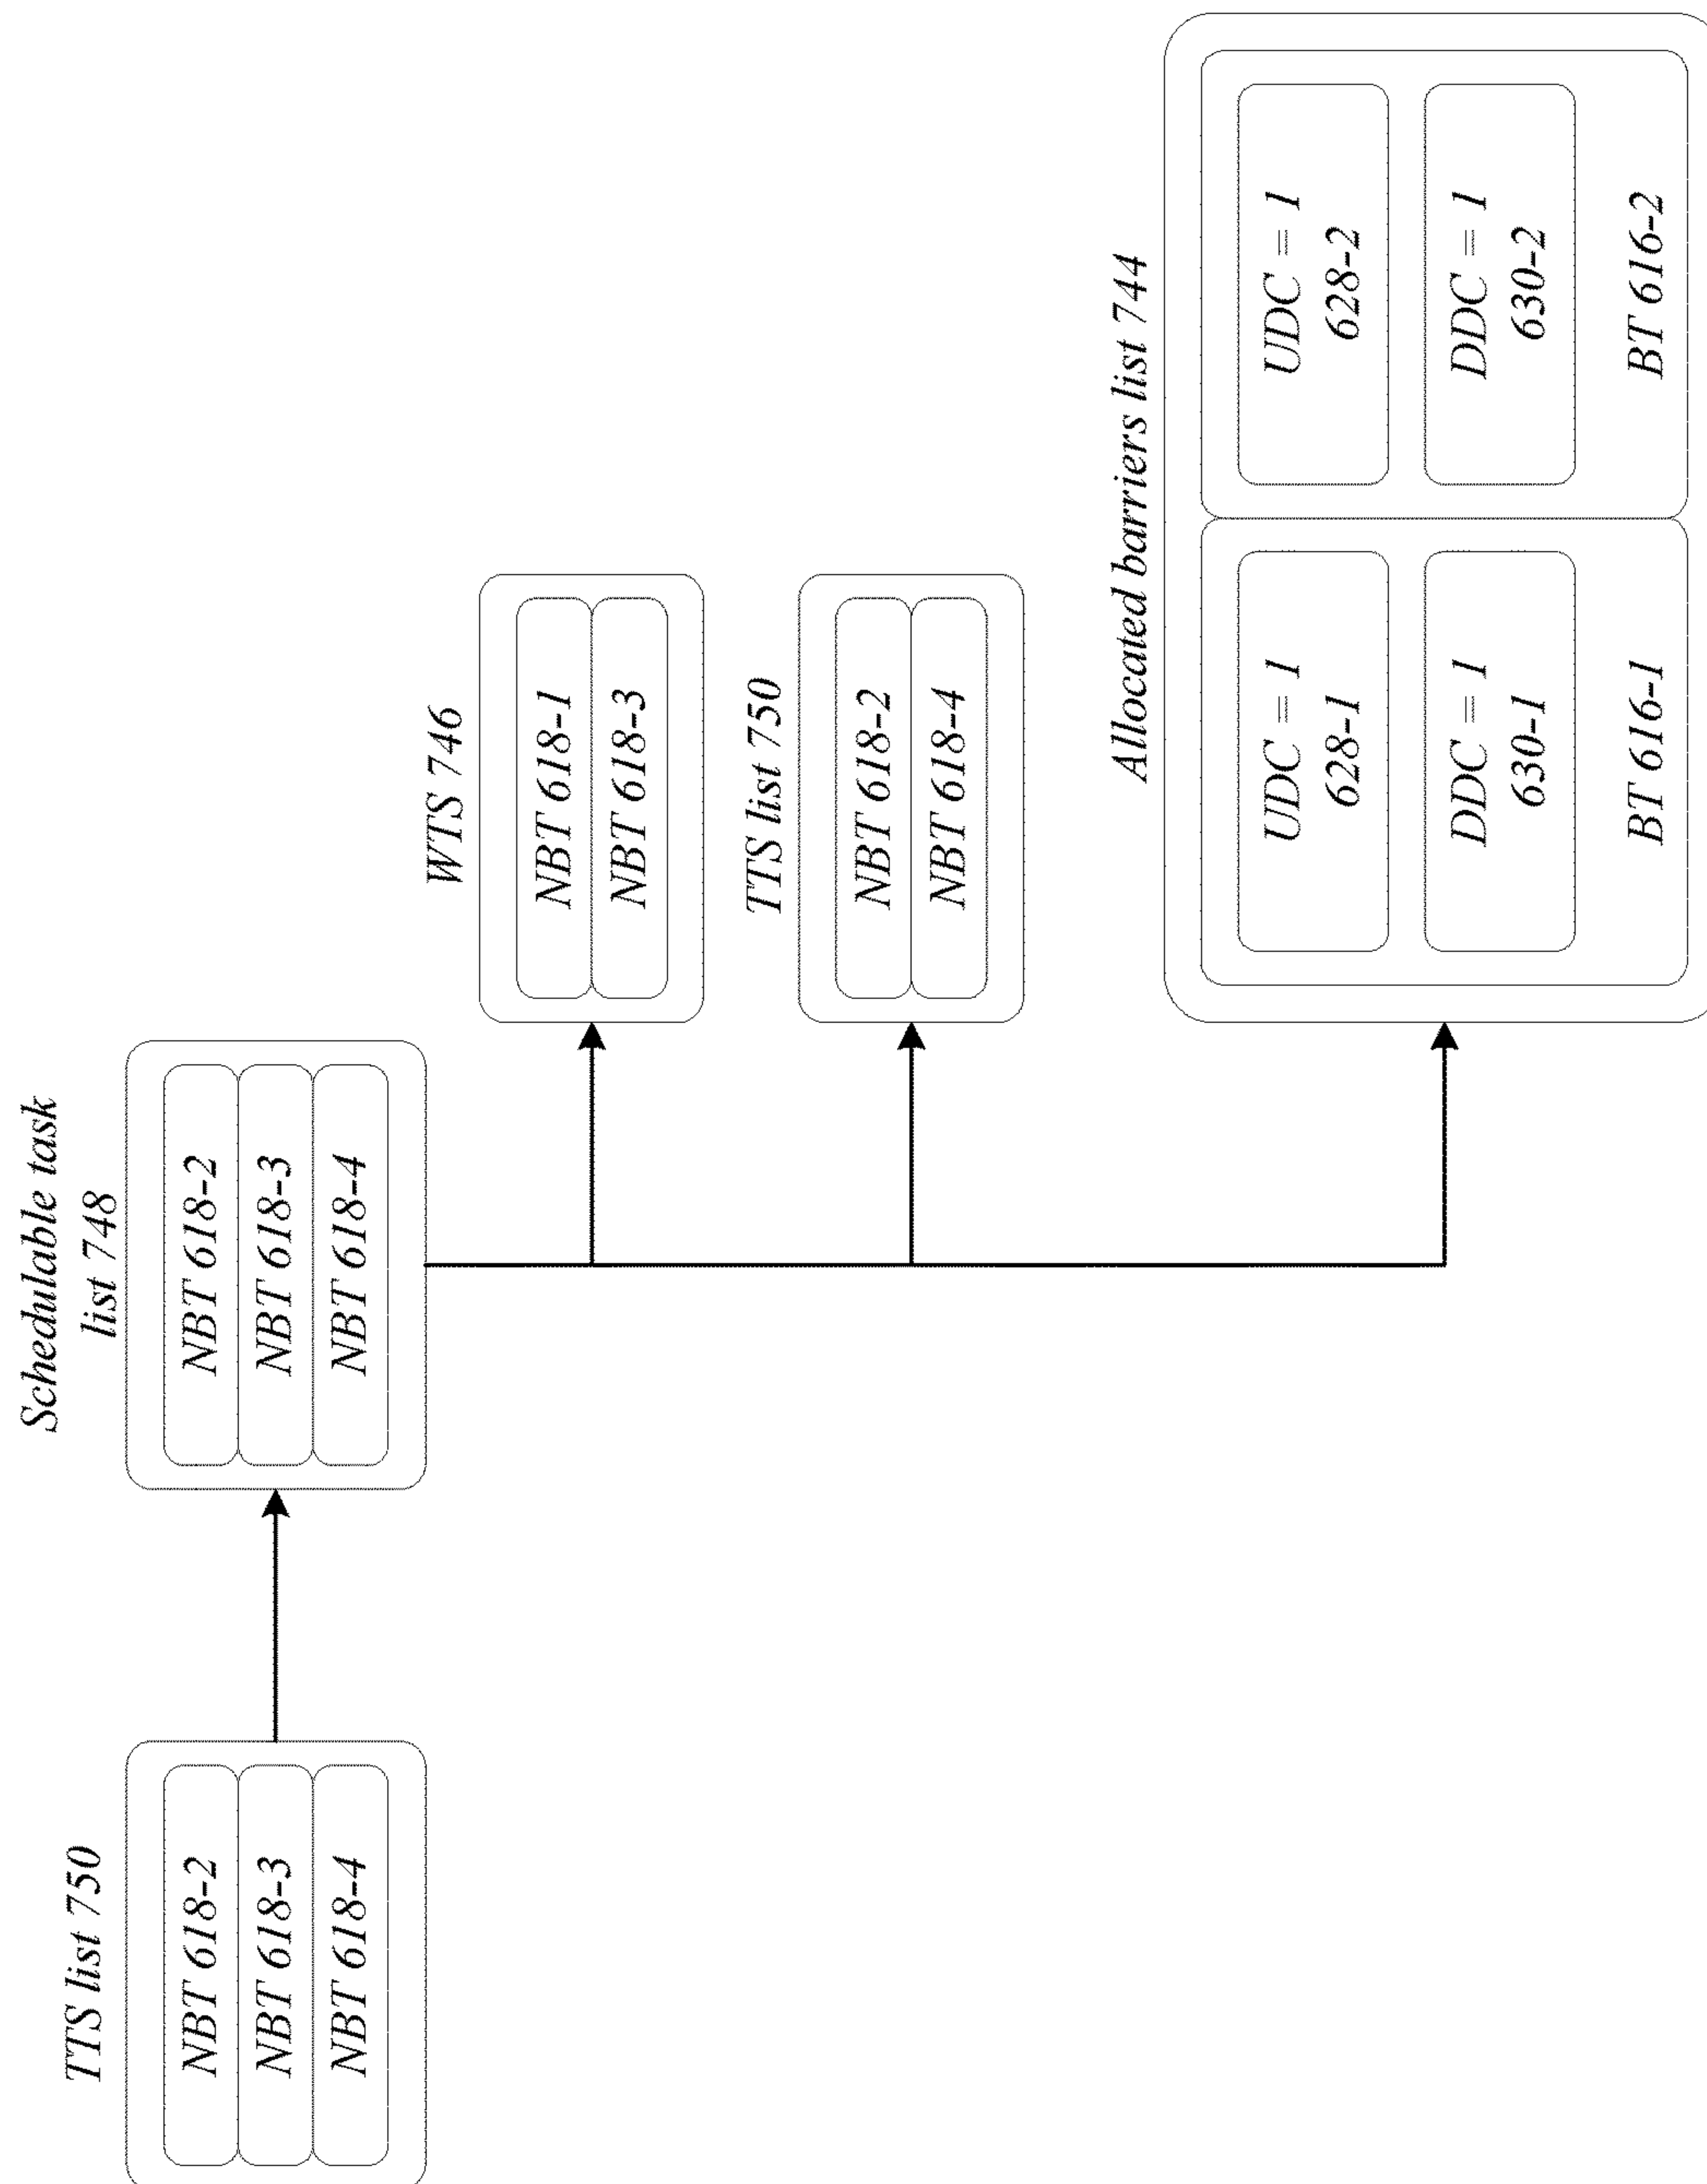 TTS list 750
NBT 618-2
NBT 618-3
NBT 618-4
Schedulable task
list 748
NBT 618-2
NBT 618-3
NBT 618-4
WTS 746
NBT 618-1
NBT 618-3
TTS list 750
NBT 618-2
NBT 618-4
Allocated barriers list 744
UDC = 1
628-1
DDC = 1
630-1
BT 616-1
UDC = 1
628-2
DDC = 1
630-2
BT 616-2